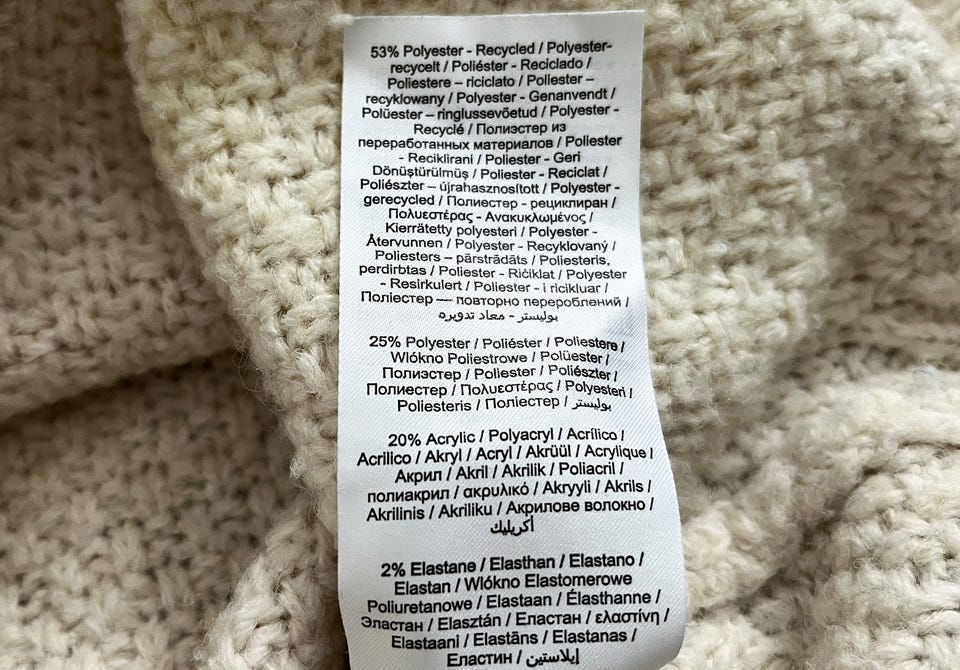 53% Polyester - Recycled / Polyester-
recycelt / Poliéster - Reciclado /
Poliestere – riciclato / Poliester –
recyklowany / Polyester - Genanvendt /
Polüester – ringlussevõetud / Polyester -
Recyclé / Полиэстер из
переработанных материалов / Poliester
- Reciklirani / Poliester - Geri
Dönüştürülmüş / Poliester - Reciclat /
Poliészter – újrahasznosított / Polyester -
gerecycled / Полиестер - рециклиран /
Πολυεστέρας - Ανακυκλωμένος /
Kierrätetty polyesteri / Polyester -
Återvunnen / Polyester - Recyklovaný /
Poliesters – pārstrādāts / Poliesteris,
perdirbtas / Poliester - Ričiklat / Polyester
- Resirkulert / Poliester - i ricikluar /
Поліестер — повторно перероблений /
بوليستر - معاد تدويره
25% Polyester / Poliéster / Poliestere /
Wlókno Poliestrowe / Polüester /
Полиэстер / Poliester / Poliészter /
Полиестер / Πολυεστέρας / Polyesteri /
Poliesteris / Поліестер / بوليستر
20% Acrylic / Polyacryl / Acrílico /
Acrilico / Akryl / Acryl / Akrüül / Acrylique /
Акрил / Akril / Akrilik / Poliacril /
полиакрил / ακρυλικό / Akryyli / Akrils /
Akrilinis / Akriliku / Акрилове волокно /
أكريليك
2% Elastane / Elasthan / Elastano /
Elastan / Wlókno Elastomerowe
Poliuretanowe / Elastaan / Élasthanne /
Эластан / Elasztán / Еластан / ελαστίνη /
Elastaani / Elastāns / Elastanas /
Еластин / إيلاستين